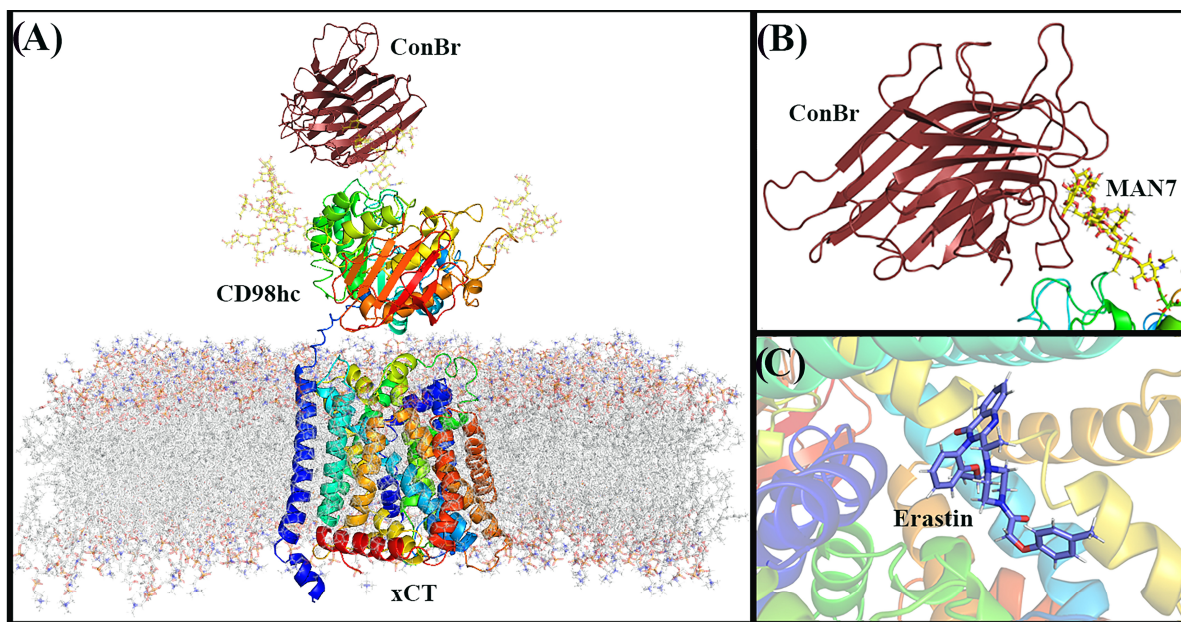 (A)
ConBr
CD98hc
xCT
(B)
ConBr
MAN7
(C)
Erastin